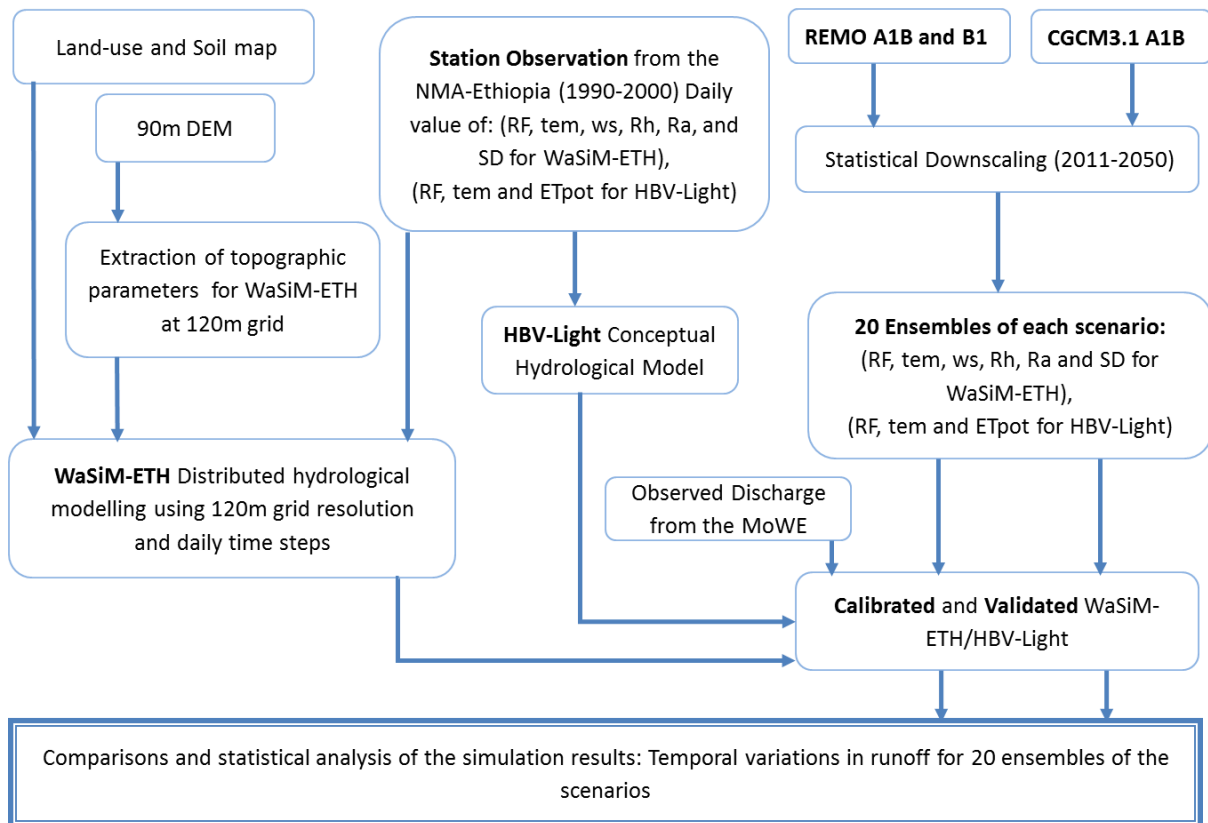 Land-use and Soil map
90m DEM
Extraction of topographic
parameters for WaSiM-ETH
at 120m grid
Station Observation from the
NMA-Ethiopia (1990-2000) Daily
value of: (RF, tem, ws, Rh, Ra, and
SD for WaSiM-ETH),
(RF, tem and ETpot for HBV-Light)
REMO A1B and B1
CGCM3.1 A1B
Statistical Downscaling (2011-2050)
HBV-Light Conceptual
Hydrological Model
20 Ensembles of each scenario:
(RF, tem, ws, Rh, Ra and SD for
WaSiM-ETH),
(RF, tem and ETpot for HBV-Light)
WaSiM-ETH Distributed hydrological
modelling using 120m grid resolution
and daily time steps
Observed Discharge
from the MoWE
Calibrated and Validated WaSiM-
ETH/HBV-Light
Comparisons and statistical analysis of the simulation results: Temporal variations in runoff for 20 ensembles of the
scenarios